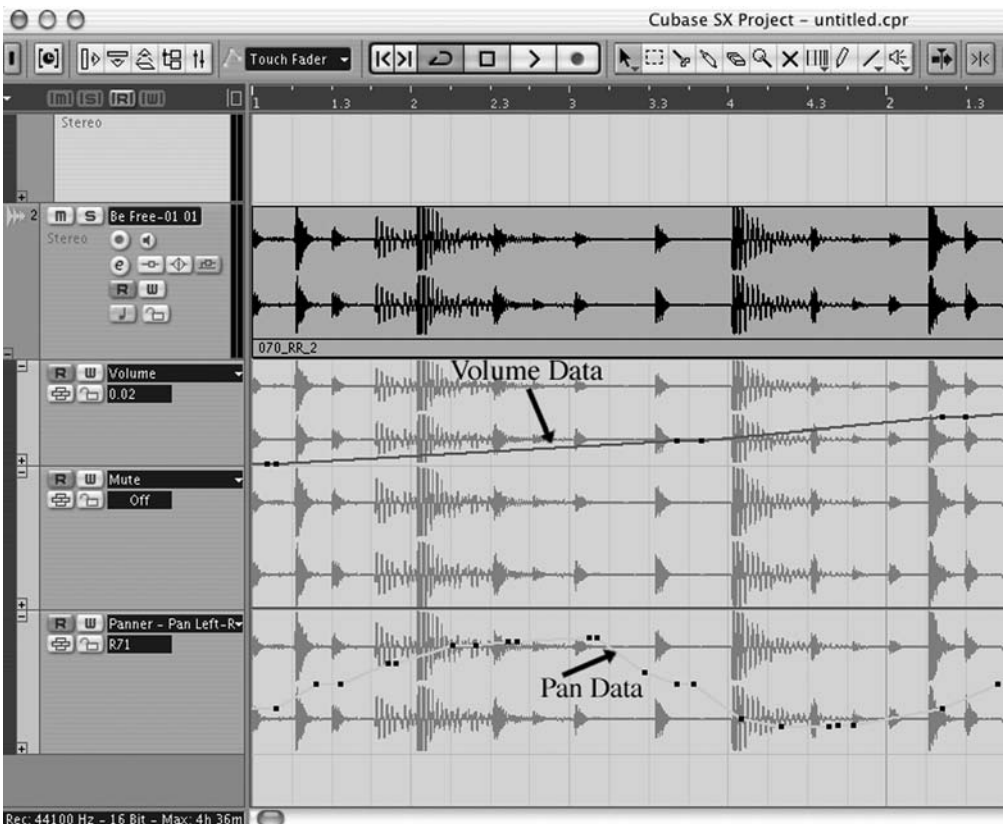 Cubase SX Project – untitled.cpr
Touch Fader
[M] [S] [R] [W]
1 1.3 2 2.3 3 3.3 4 4.3 2 1.3
Stereo
2 m S Be Free-01 01
Stereo
e
R W
070_RR_2
R W Volume
0.02
Volume Data
R W Mute
Off
R W Panner - Pan Left-R
R71
Pan Data
Rec: 44100 Hz - 16 Bit - Max: 4h 36m